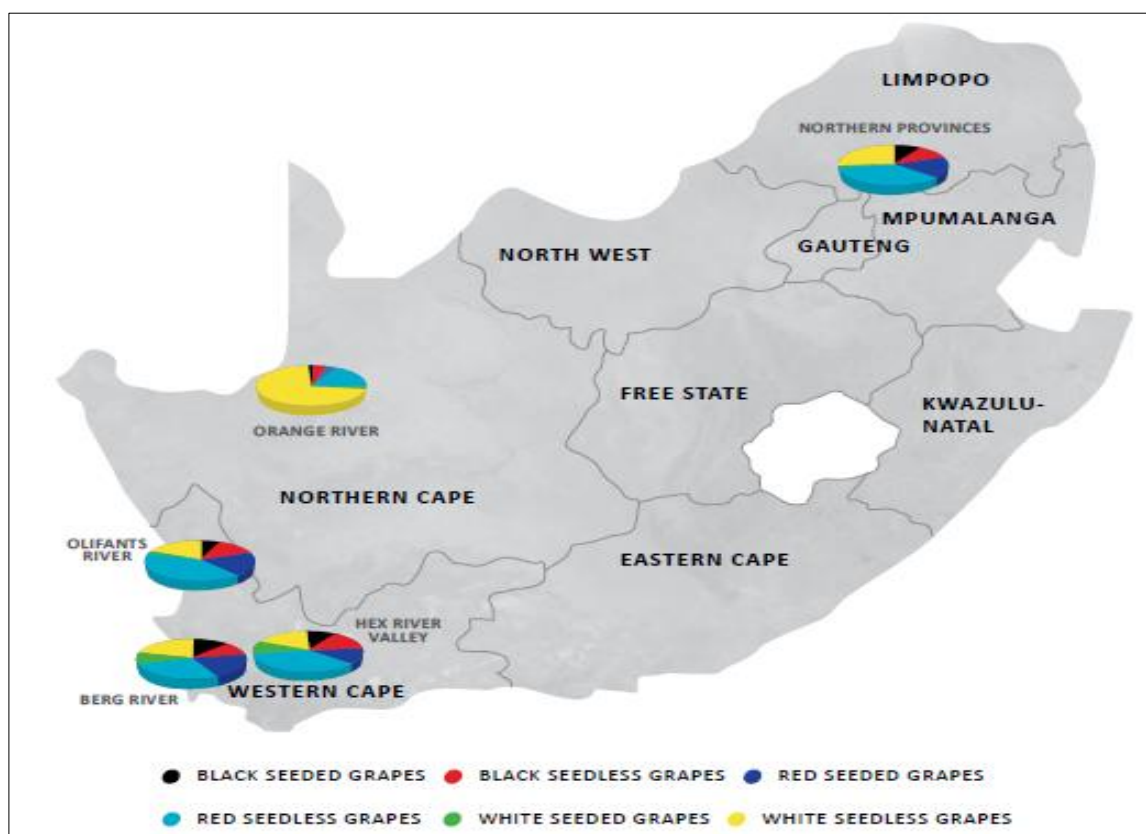 LIMPOPO
NORTHERN PROVINCES
MPUMALANGA
NORTH WEST
GAUTENG
FREE STATE
KWAZULU-
NATAL
ORANGE RIVER
NORTHERN CAPE
OLIFANTS
RIVER
EASTERN CAPE
HEX RIVER
VALLEY
BERG RIVER
WESTERN CAPE
BLACK SEEDED GRAPES
BLACK SEEDLESS GRAPES
RED SEEDED GRAPES
RED SEEDLESS GRAPES
WHITE SEEDED GRAPES
WHITE SEEDLESS GRAPES